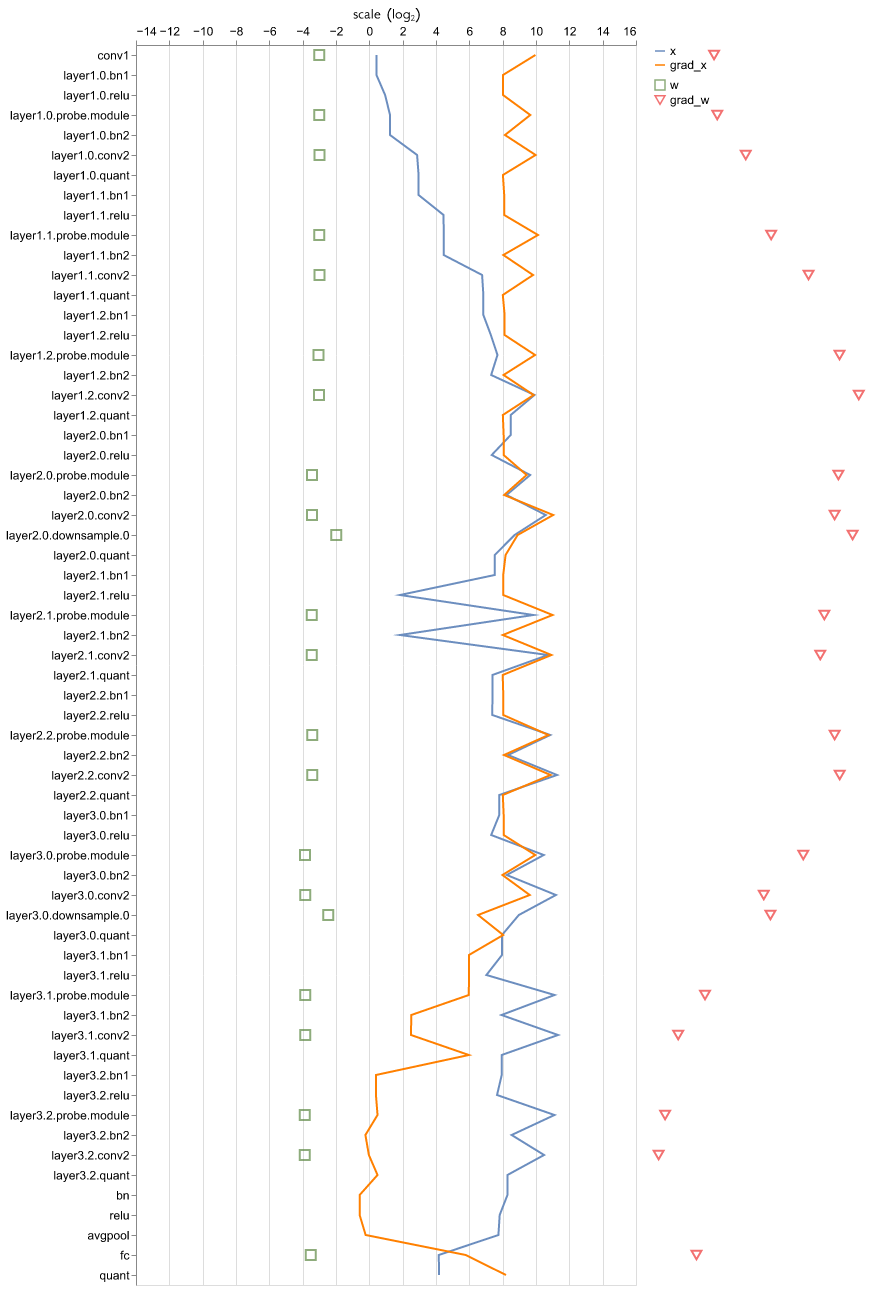 scale (log₂)
−14 −12 −10 −8 −6 −4 −2 0 2 4 6 8 10 12 14 16
x
grad_x
w
grad_w
conv1
layer1.0.bn1
layer1.0.relu
layer1.0.probe.module
layer1.0.bn2
layer1.0.conv2
layer1.0.quant
layer1.1.bn1
layer1.1.relu
layer1.1.probe.module
layer1.1.bn2
layer1.1.conv2
layer1.1.quant
layer1.2.bn1
layer1.2.relu
layer1.2.probe.module
layer1.2.bn2
layer1.2.conv2
layer1.2.quant
layer2.0.bn1
layer2.0.relu
layer2.0.probe.module
layer2.0.bn2
layer2.0.conv2
layer2.0.downsample.0
layer2.0.quant
layer2.1.bn1
layer2.1.relu
layer2.1.probe.module
layer2.1.bn2
layer2.1.conv2
layer2.1.quant
layer2.2.bn1
layer2.2.relu
layer2.2.probe.module
layer2.2.bn2
layer2.2.conv2
layer2.2.quant
layer3.0.bn1
layer3.0.relu
layer3.0.probe.module
layer3.0.bn2
layer3.0.conv2
layer3.0.downsample.0
layer3.0.quant
layer3.1.bn1
layer3.1.relu
layer3.1.probe.module
layer3.1.bn2
layer3.1.conv2
layer3.1.quant
layer3.2.bn1
layer3.2.relu
layer3.2.probe.module
layer3.2.bn2
layer3.2.conv2
layer3.2.quant
bn
relu
avgpool
fc
quant